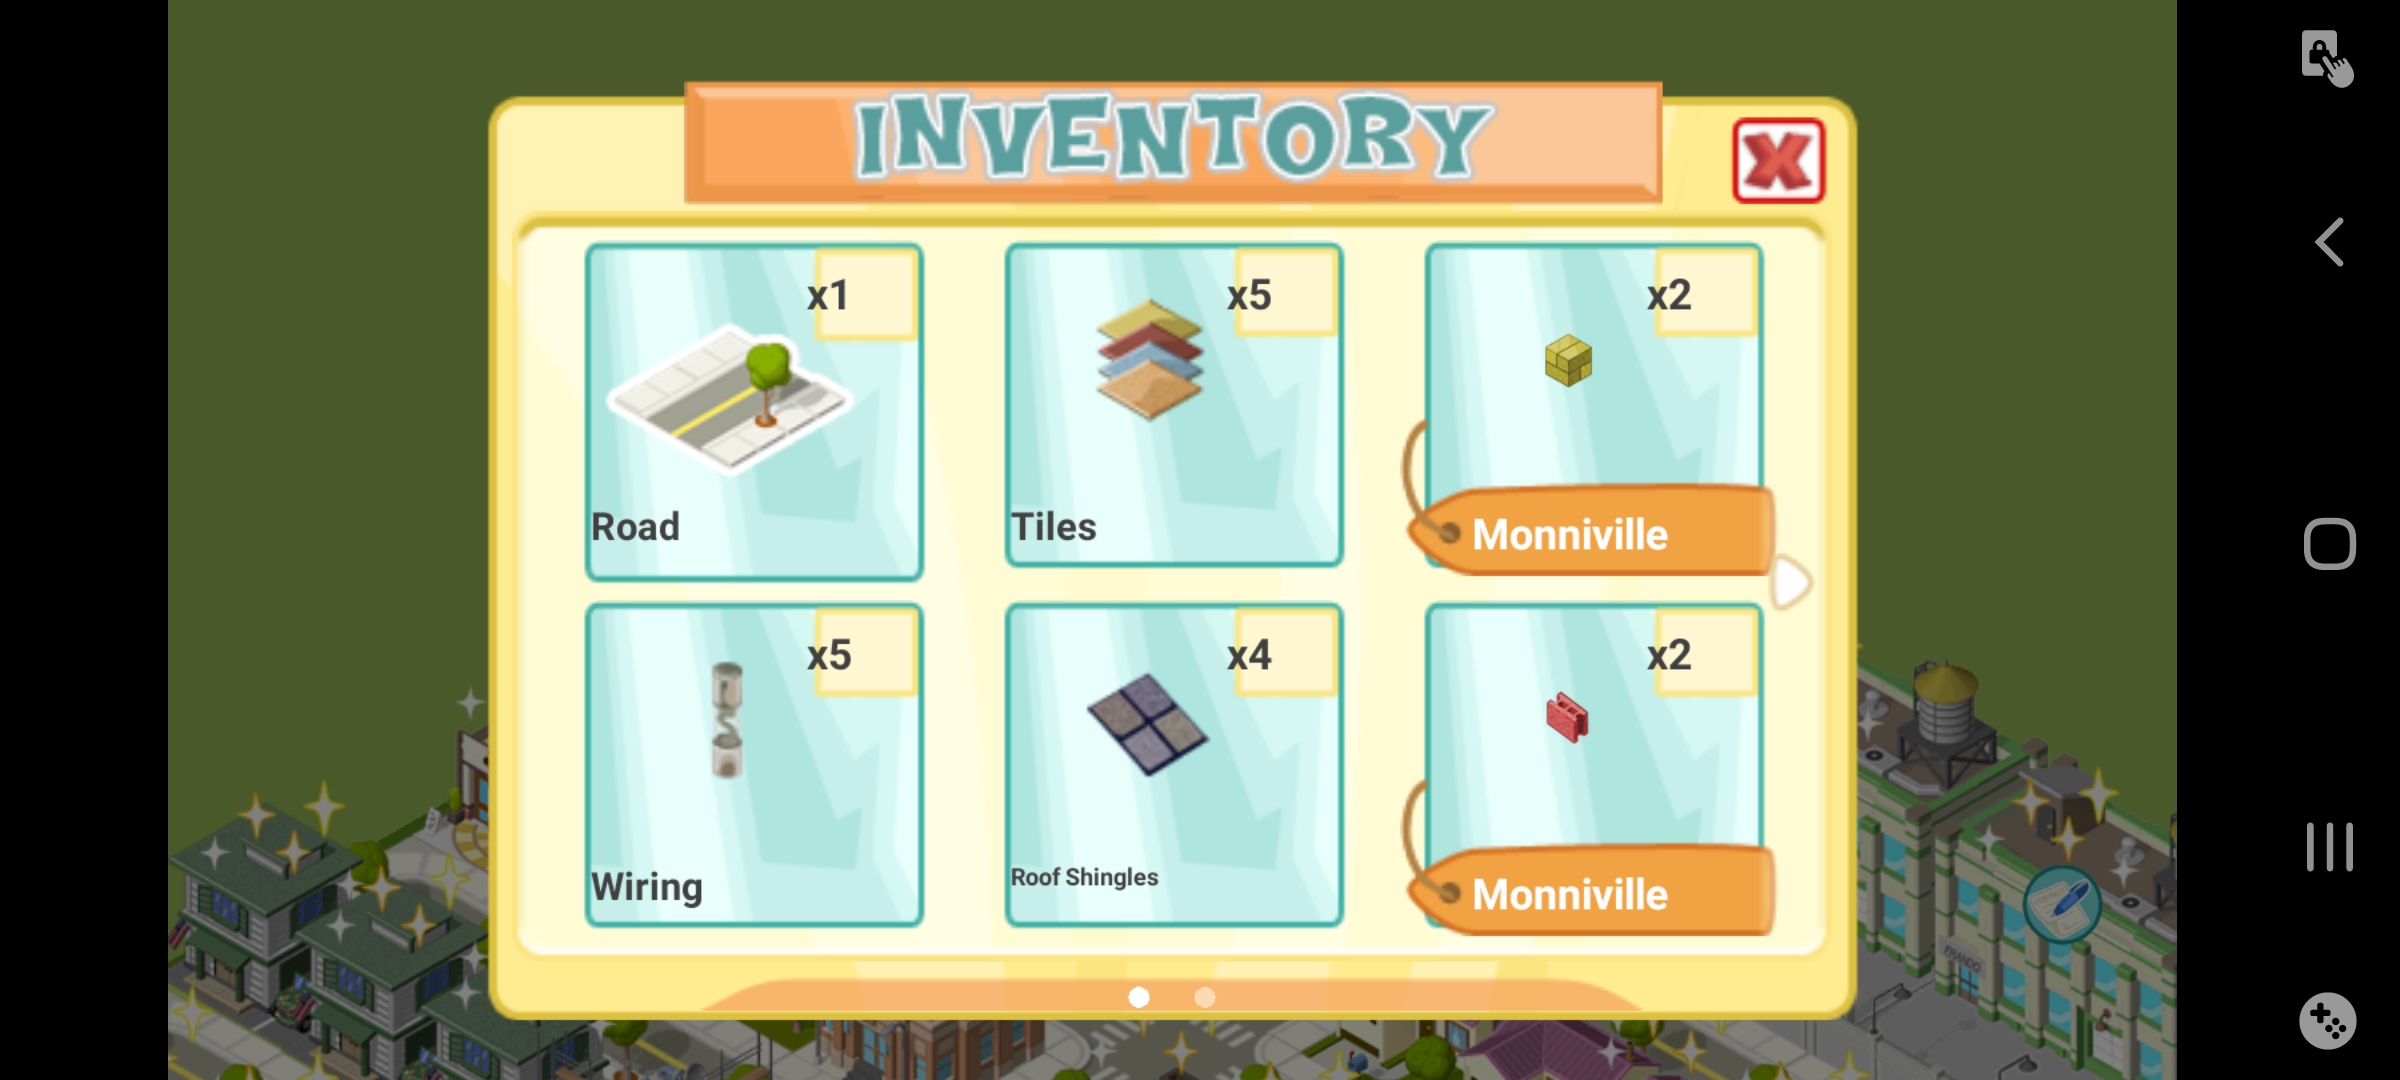 INVENTORY
x1
Road
x5
Tiles
x2
Monniville
x5
Wiring
x4
Roof Shingles
x2
Monniville